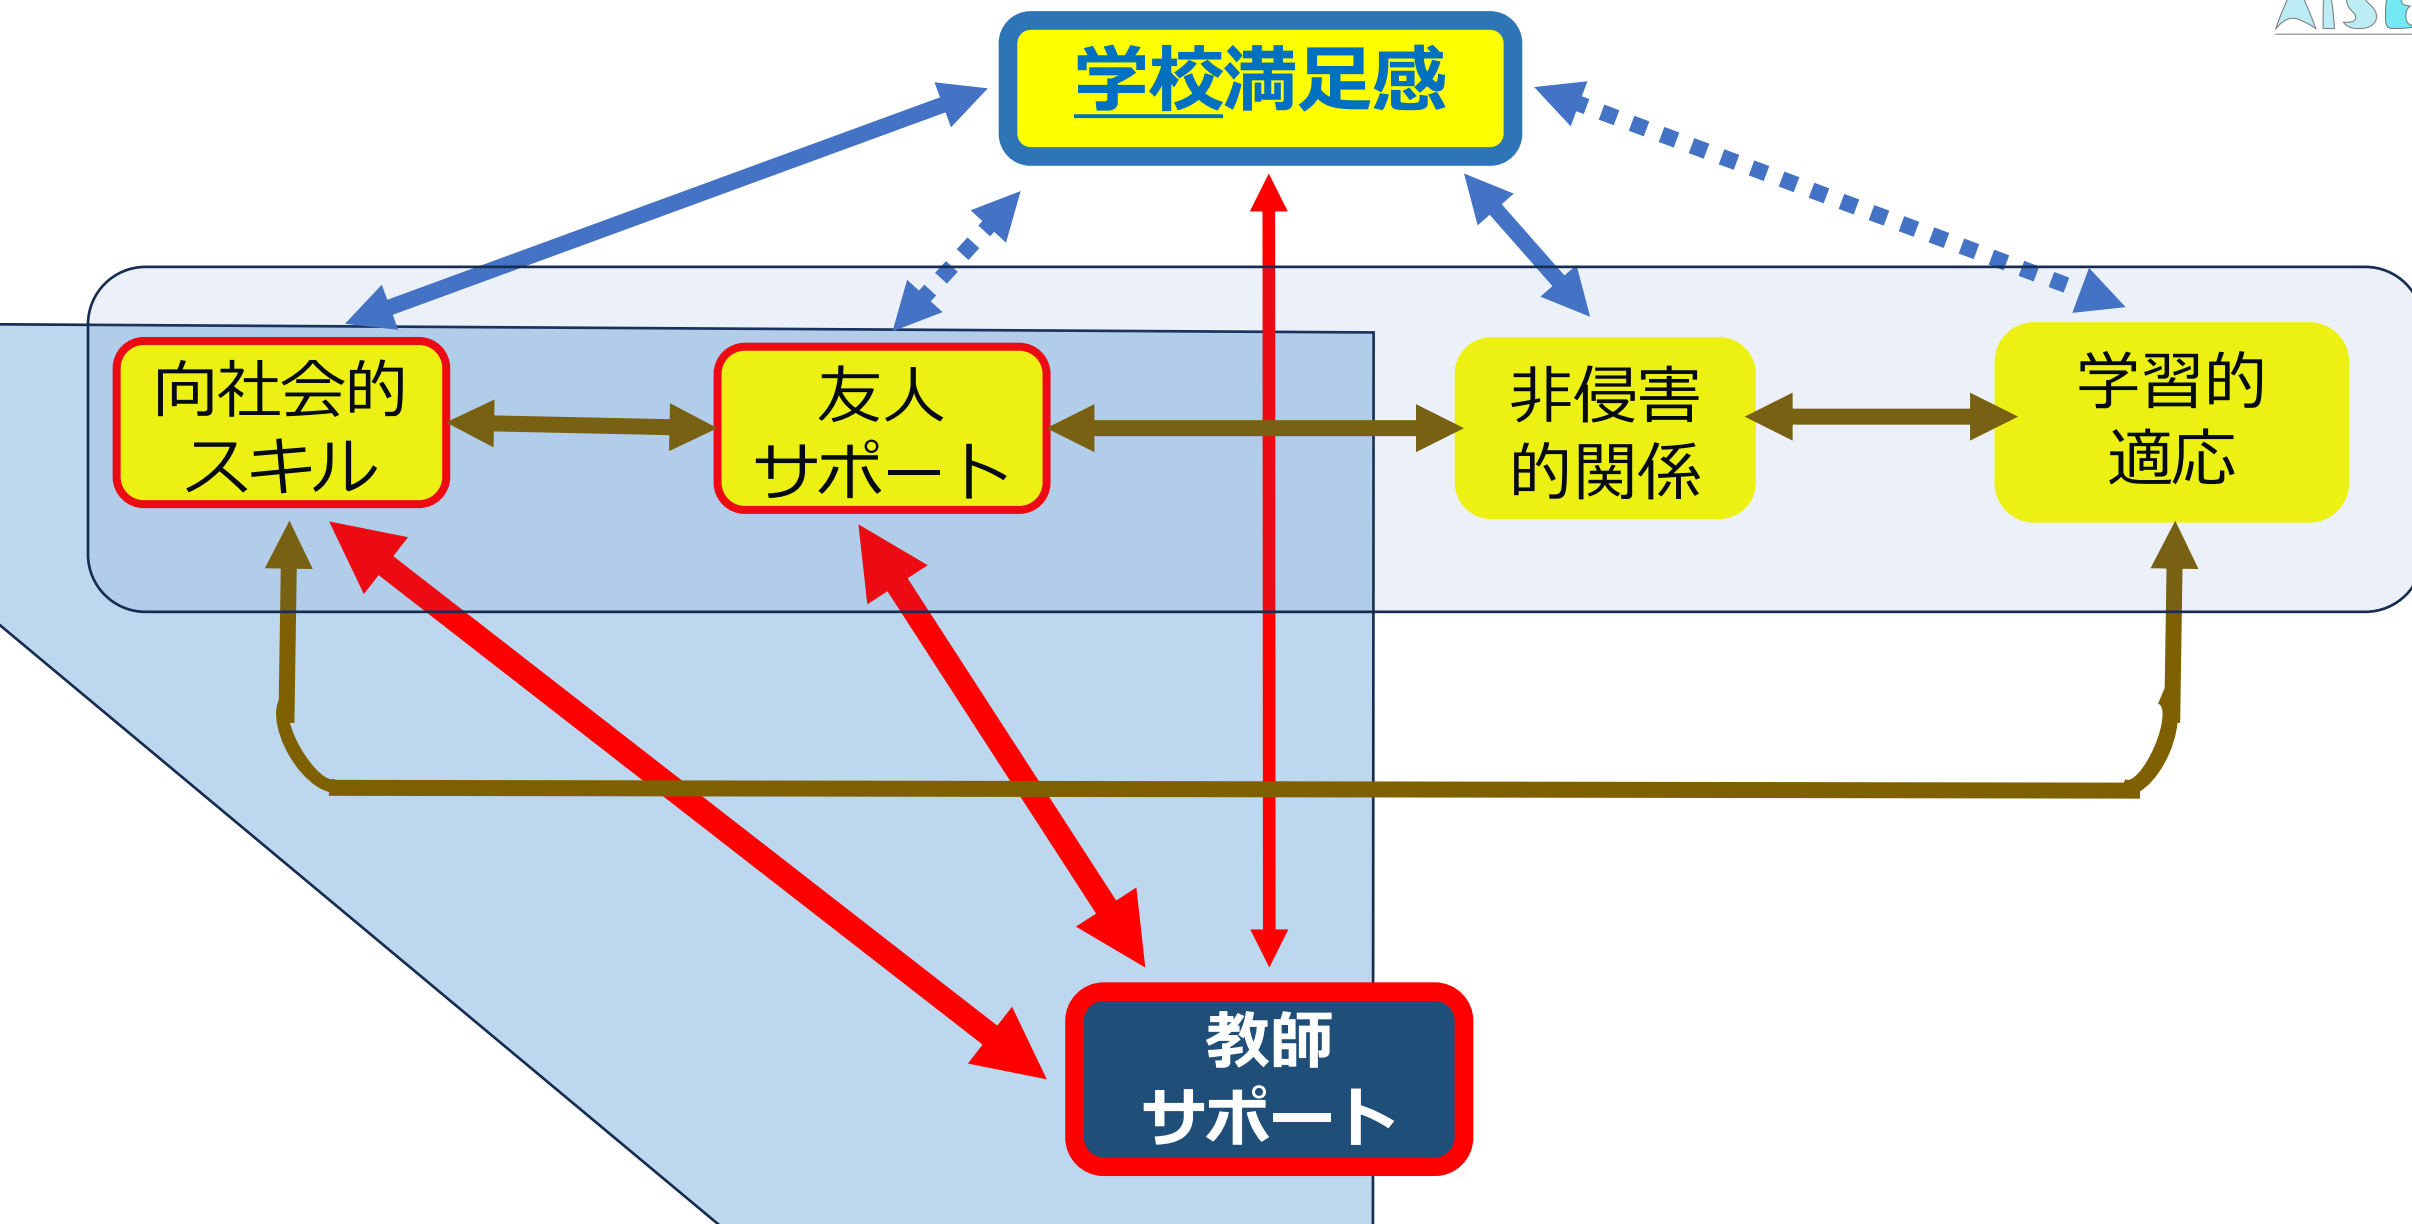 学校満足感
向社会的
スキル
友人
サポート
非侵害
的関係
学習的
適応
教師
サポート